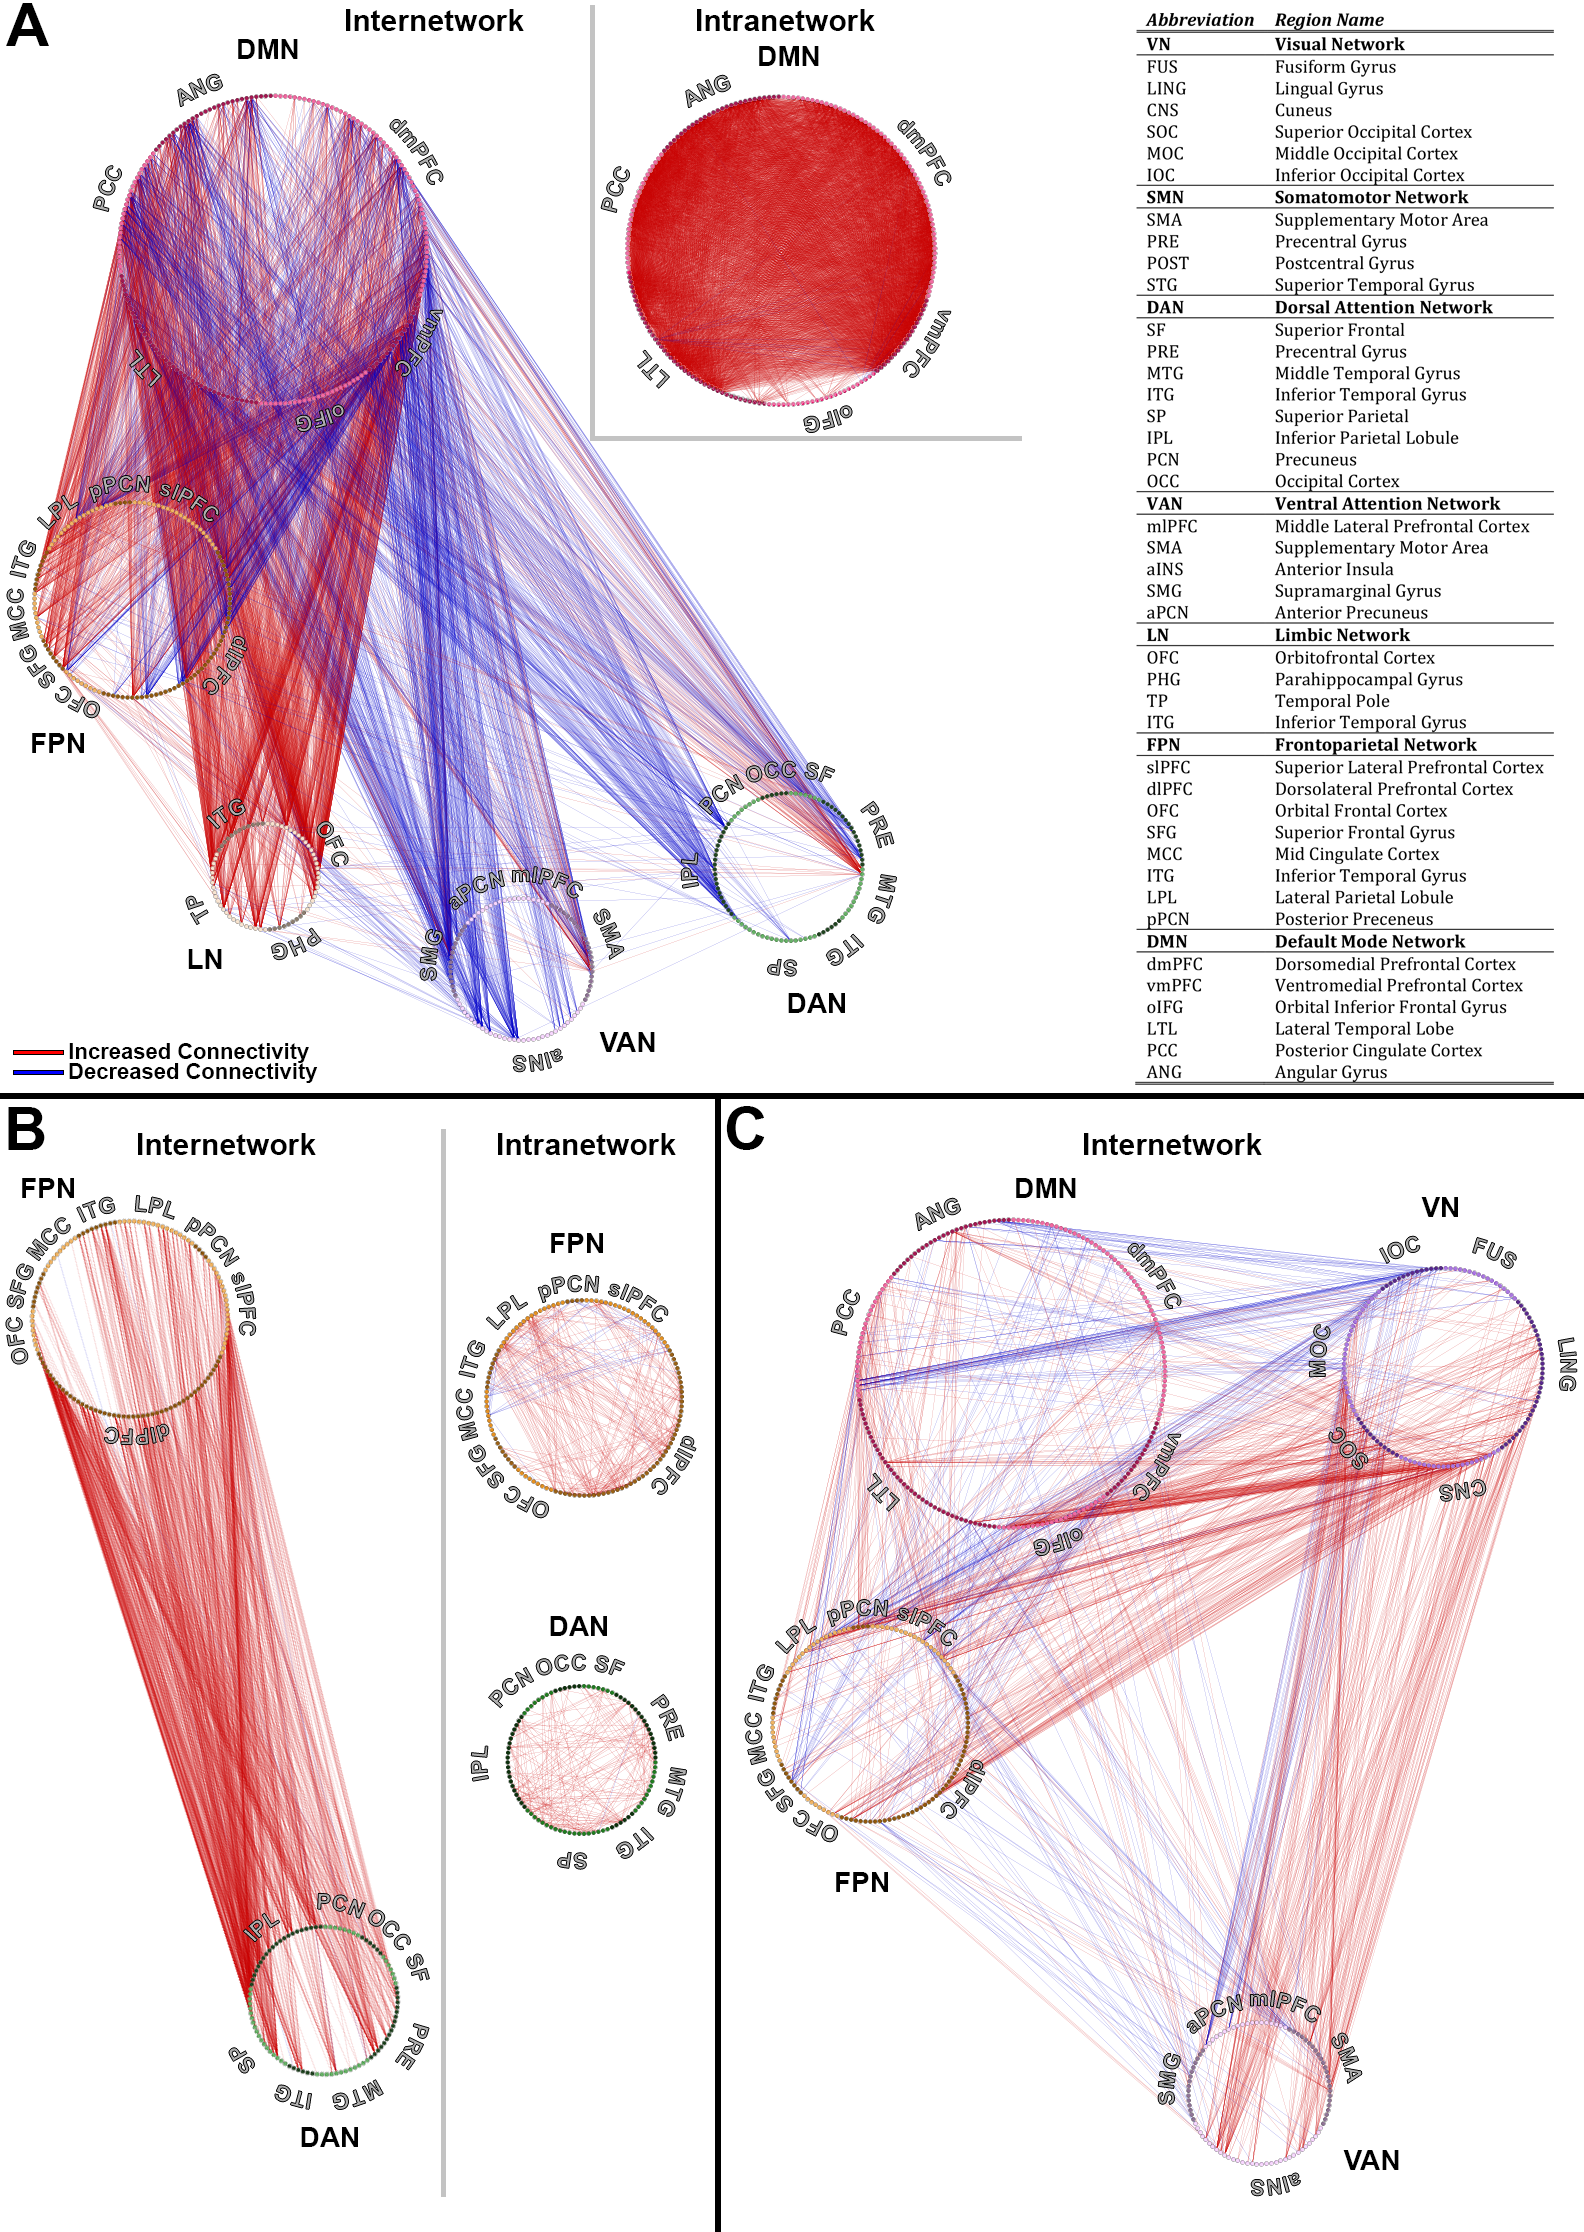 A
Internetwork
DMN
ANG
dmPFC
PCC
vmPFC
LTL
oIFG
Intranetwork
DMN
ANG
dmPFC
PCC
vmPFC
LTL
oIFG
LPL pPCN slPFC
ITG
MCC
SFG
OFC
dlPFC
FPN
ITG
OFC
TP
PHG
LN
aPCN mlPFC
SMG
SMA
aINS
VAN
PCN OCC SF
PRE
IPL
MTG
ITG
SP
DAN
Increased Connectivity
Decreased Connectivity
Abbreviation Region Name
VN Visual Network
FUS Fusiform Gyrus
LING Lingual Gyrus
CNS Cuneus
SOC Superior Occipital Cortex
MOC Middle Occipital Cortex
IOC Inferior Occipital Cortex
SMN Somatomotor Network
SMA Supplementary Motor Area
PRE Precentral Gyrus
POST Postcentral Gyrus
STG Superior Temporal Gyrus
DAN Dorsal Attention Network
SF Superior Frontal
PRE Precentral Gyrus
MTG Middle Temporal Gyrus
ITG Inferior Temporal Gyrus
SP Superior Parietal
IPL Inferior Parietal Lobule
PCN Precuneus
OCC Occipital Cortex
VAN Ventral Attention Network
mlPFC Middle Lateral Prefrontal Cortex
SMA Supplementary Motor Area
aINS Anterior Insula
SMG Supramarginal Gyrus
aPCN Anterior Precuneus
LN Limbic Network
OFC Orbitofrontal Cortex
PHG Parahippocampal Gyrus
TP Temporal Pole
ITG Inferior Temporal Gyrus
FPN Frontoparietal Network
slPFC Superior Lateral Prefrontal Cortex
dlPFC Dorsolateral Prefrontal Cortex
OFC Orbital Frontal Cortex
SFG Superior Frontal Gyrus
MCC Mid Cingulate Cortex
ITG Inferior Temporal Gyrus
LPL Lateral Parietal Lobule
pPCN Posterior Preceneus
DMN Default Mode Network
dmPFC Dorsomedial Prefrontal Cortex
vmPFC Ventromedial Prefrontal Cortex
oIFG Orbital Inferior Frontal Gyrus
LTL Lateral Temporal Lobe
PCC Posterior Cingulate Cortex
ANG Angular Gyrus
B
Internetwork
FPN
OFC SFG MCC ITG LPL pPCN slPFC
dlPFC
IPL
PCN OCC SF
PRE
SP
ITG
MTG
DAN
Intranetwork
FPN
LPL pPCN slPFC
ITG
MCC
SFG
OFC
dlPFC
DAN
PCN OCC SF
PRE
IPL
MTG
ITG
SP
C
Internetwork
DMN
ANG
dmPFC
PCC
vmPFC
LTL
oIFG
VN
IOC
FUS
MOC
LING
SOC
CNS
LPL pPCN slPFC
ITG
MCC
SFG
OFC
dlPFC
FPN
aPCN mlPFC
SMG
SMA
aINS
VAN